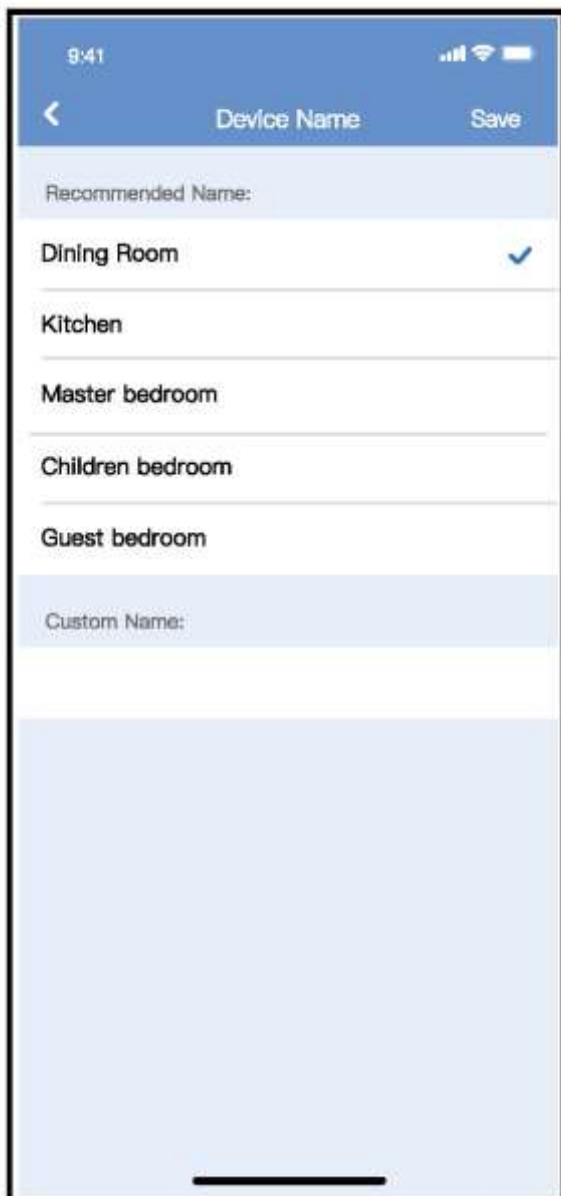 9:41
Device Name
Save
Recommended Name:
Dining Room
Kitchen
Master bedroom
Children bedroom
Guest bedroom
Custom Name: